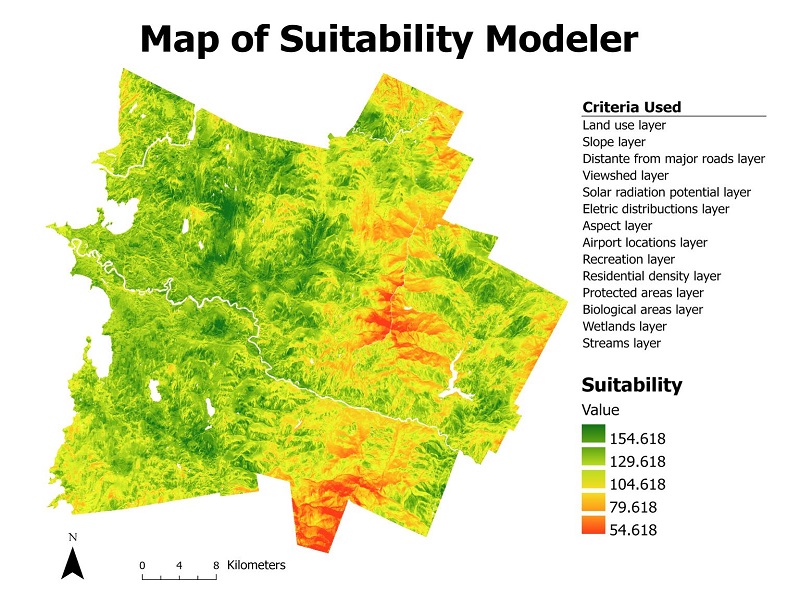 Map of Suitability Modeler
Criteria Used
Land use layer
Slope layer
Distante from major roads layer
Viewshed layer
Solar radiation potential layer
Eletric distribuctions layer
Aspect layer
Airport locations layer
Recreation layer
Residential density layer
Protected areas layer
Biological areas layer
Wetlands layer
Streams layer
Suitability
Value
154.618
129.618
104.618
79.618
54.618
N
0 4 8 Kilometers